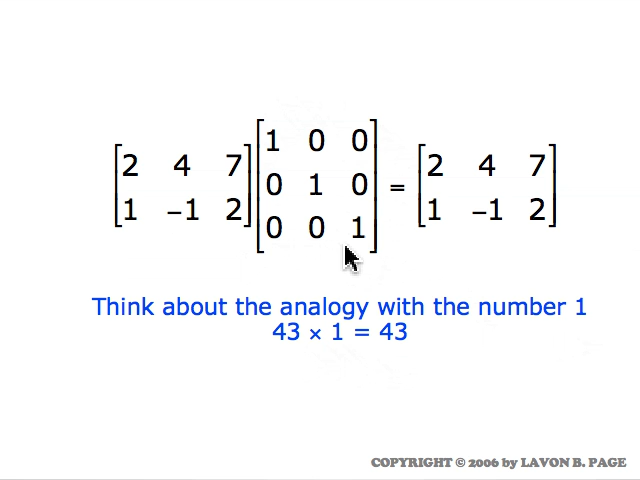 [2 4 7] [1 0 0] [2 4 7]
[1 −1 2] [0 1 0] = [1 −1 2]
[0 0 1]
Think about the analogy with the number 1
43 × 1 = 43
COPYRIGHT © 2006 by LAVON B. PAGE